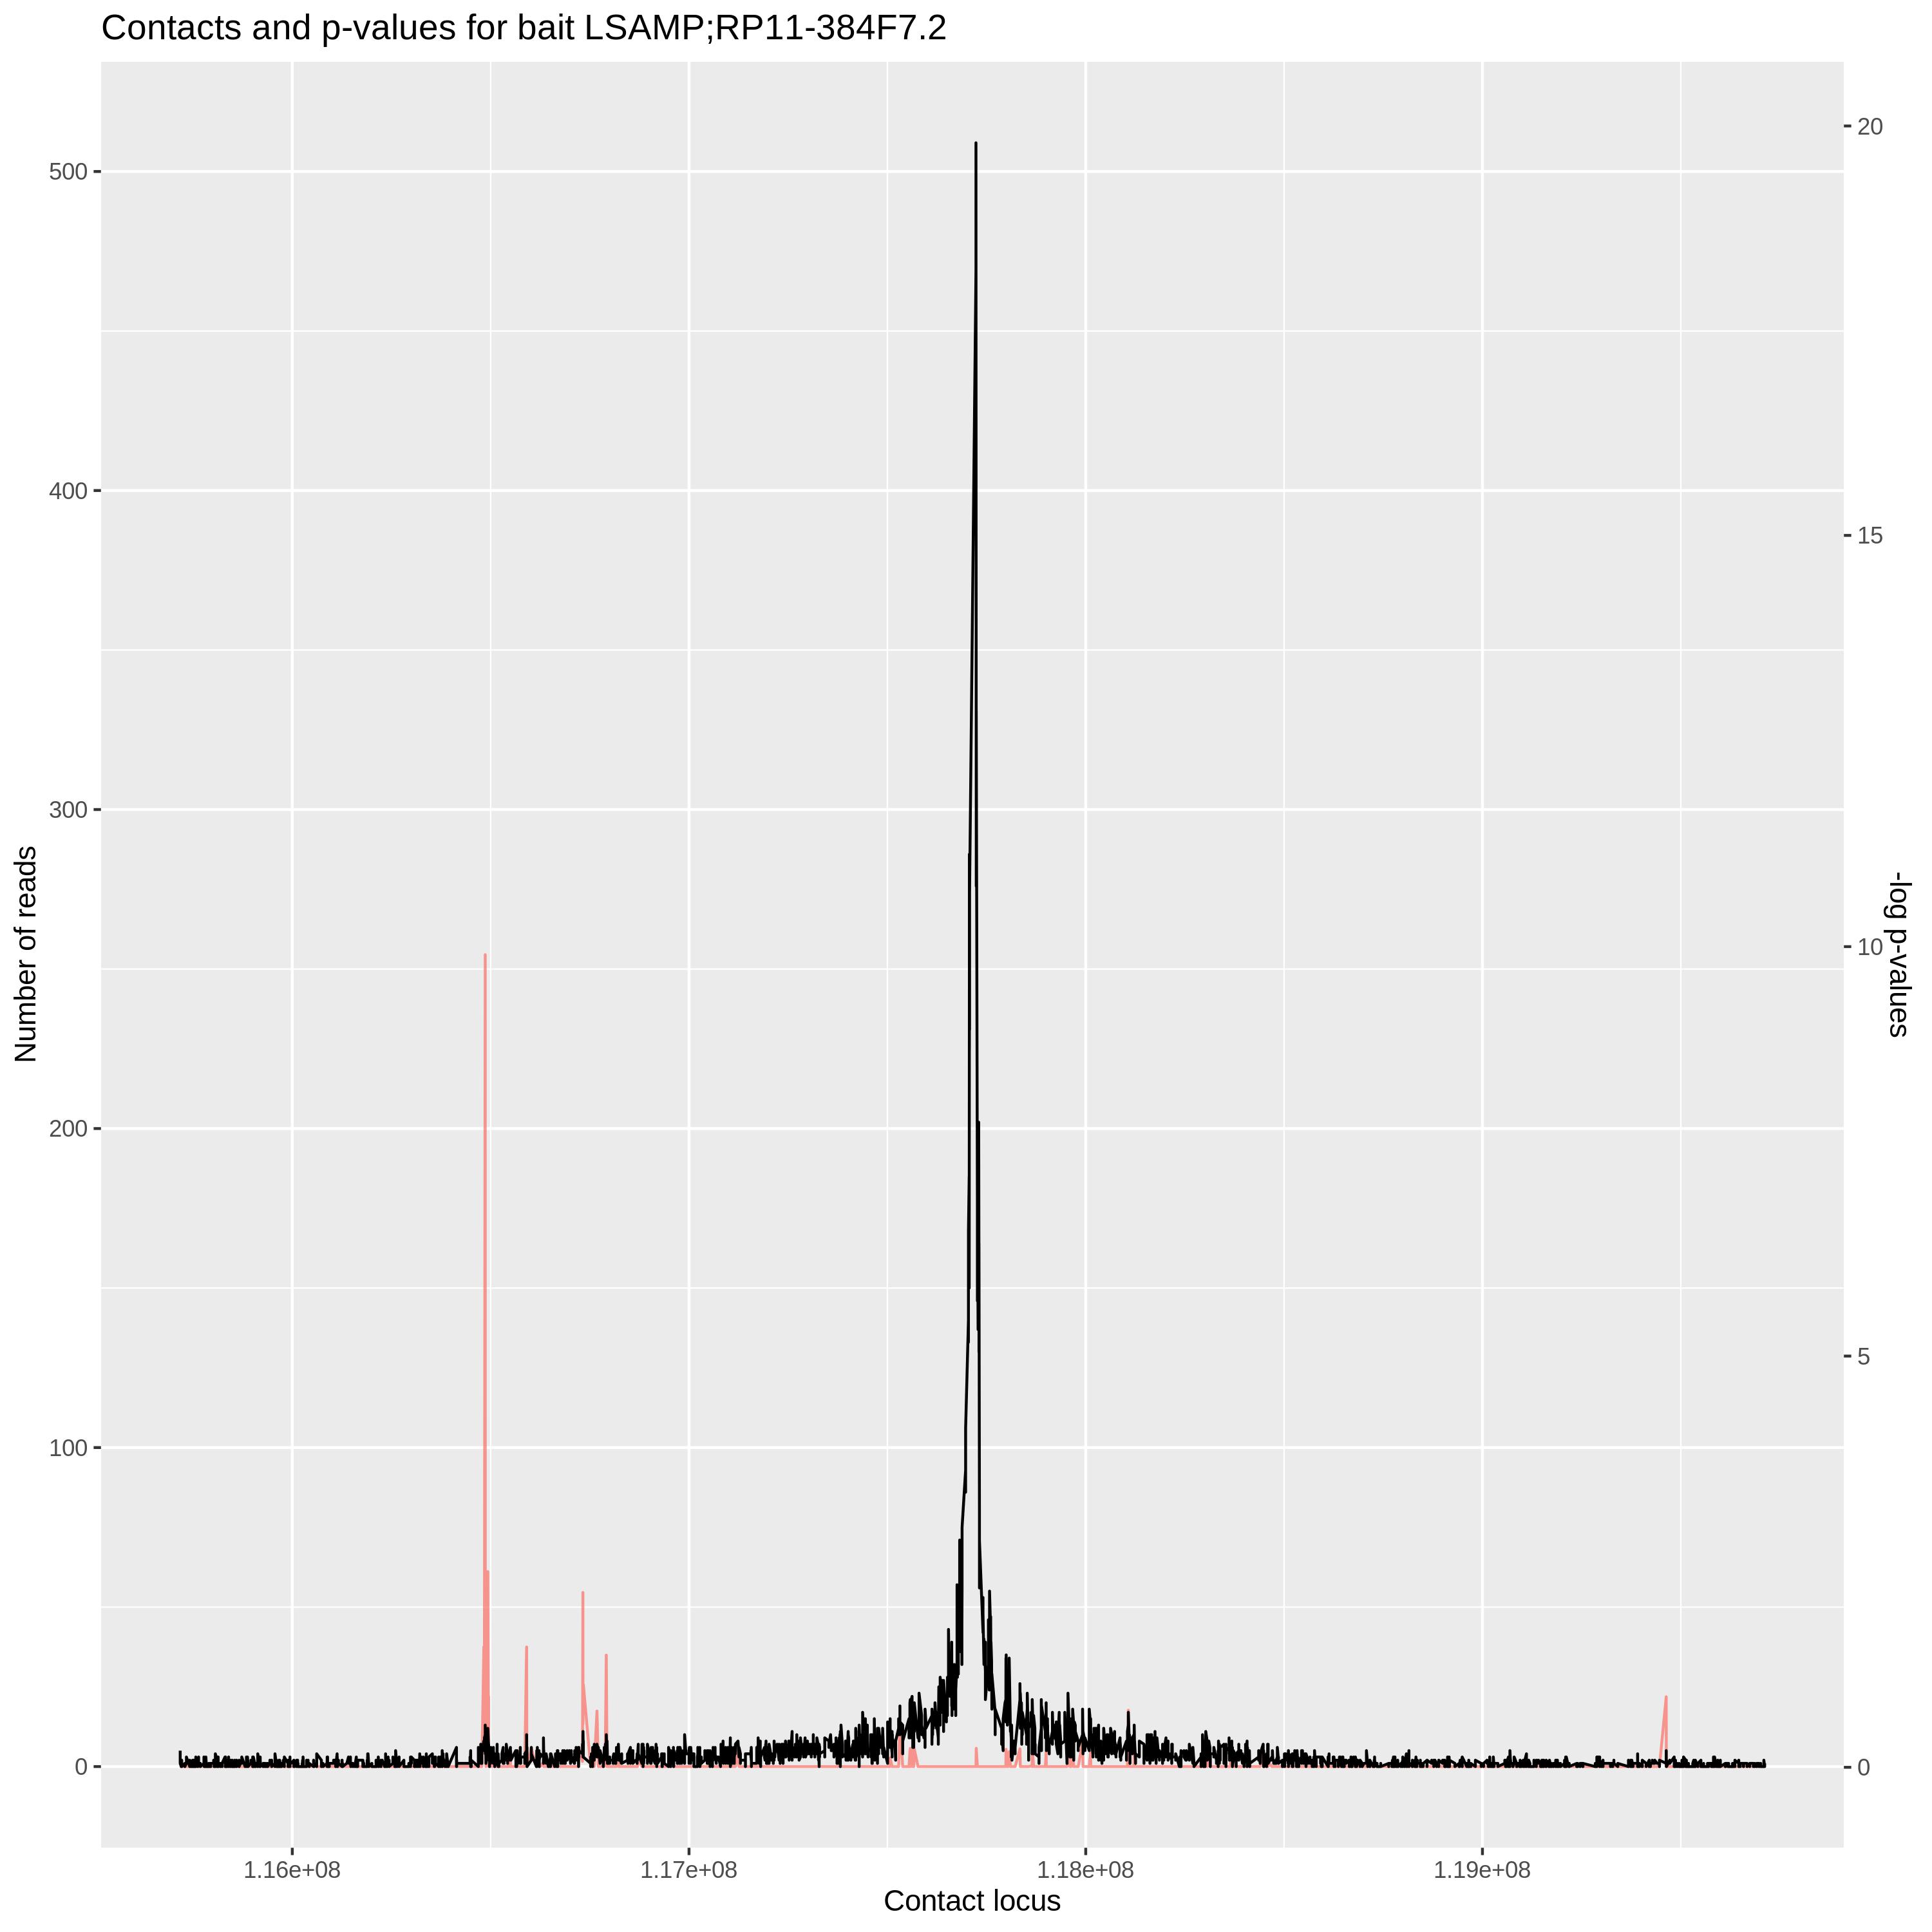 Contacts and p-values for bait LSAMP;RP11-384F7.2
500
400
300
200
100
0
Number of reads
20
15
10
5
0
-log p-values
1.16e+08
1.17e+08
1.18e+08
1.19e+08
Contact locus